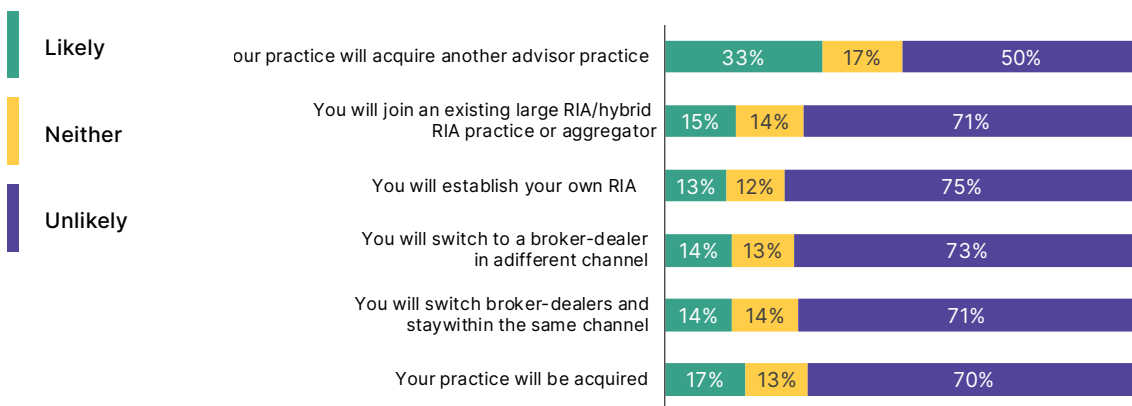 Likely
Neither
Unlikely
our practice will acquire another advisor practice
33% 17% 50%
You will join an existing large RIA/hybrid
RIA practice or aggregator
15% 14% 71%
You will establish your own RIA
13% 12% 75%
You will switch to a broker-dealer
in adifferent channel
14% 13% 73%
You will switch broker-dealers and
staywithin the same channel
14% 14% 71%
Your practice will be acquired
17% 13% 70%